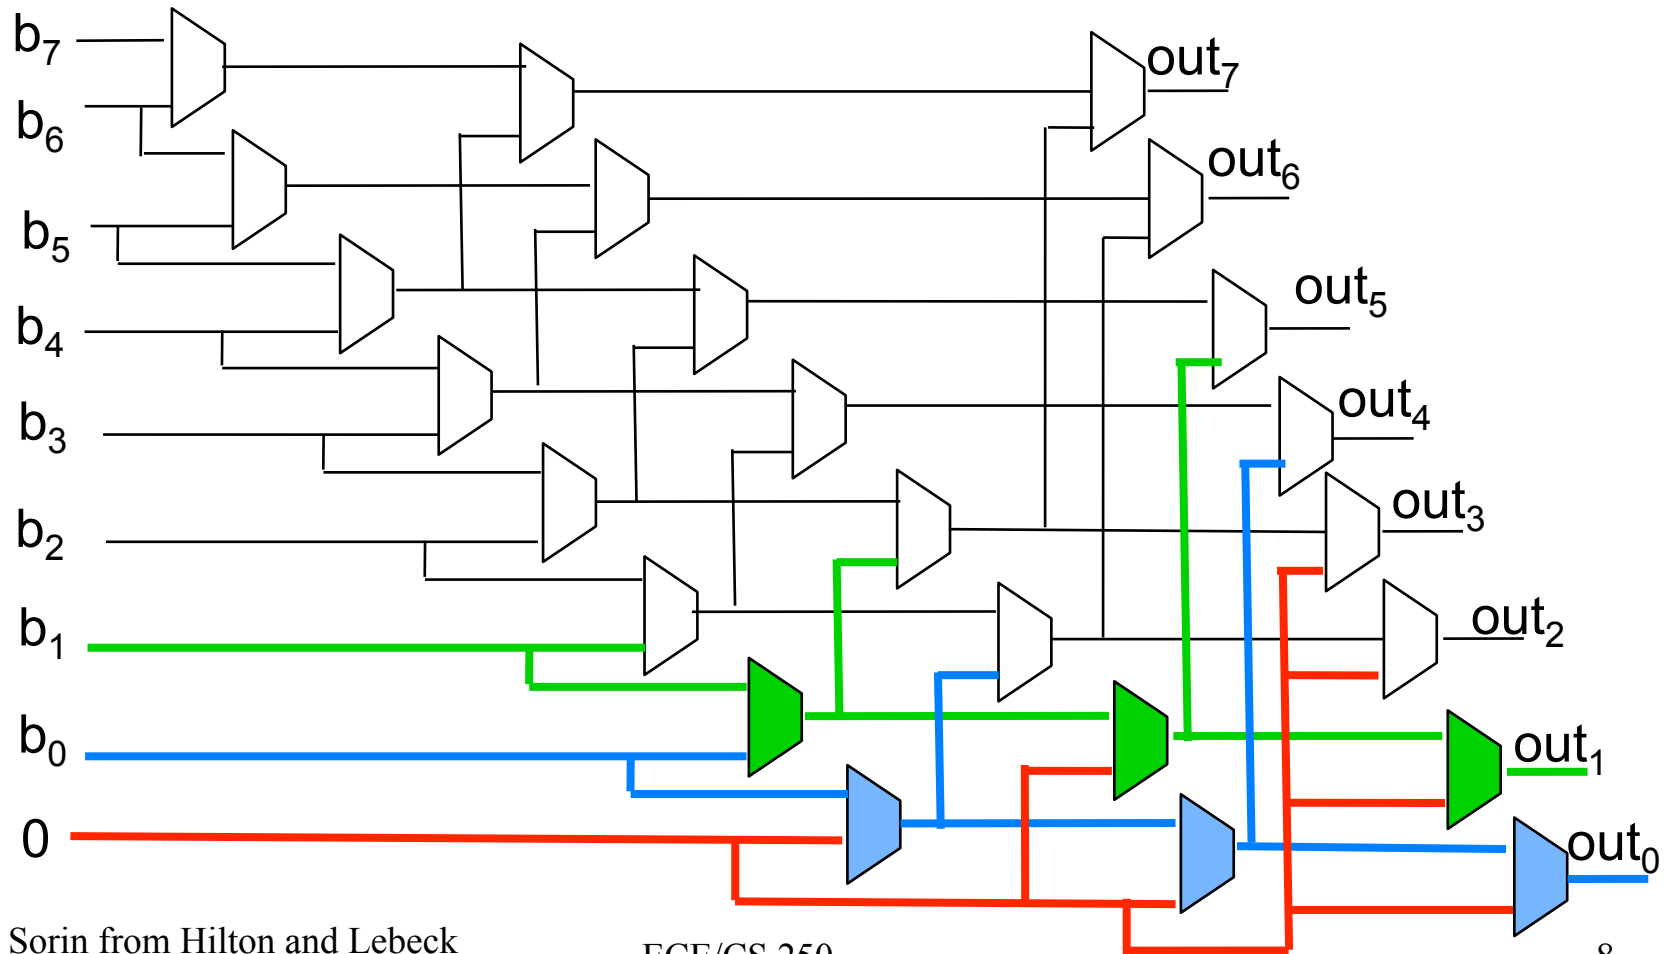 b7
out7
b6
out6
b5
out5
b4
out4
b3
out3
b2
out2
b1
b0
out1
0
out0
Sorin from Hilton and Lebeck
ECE/CS 250
8